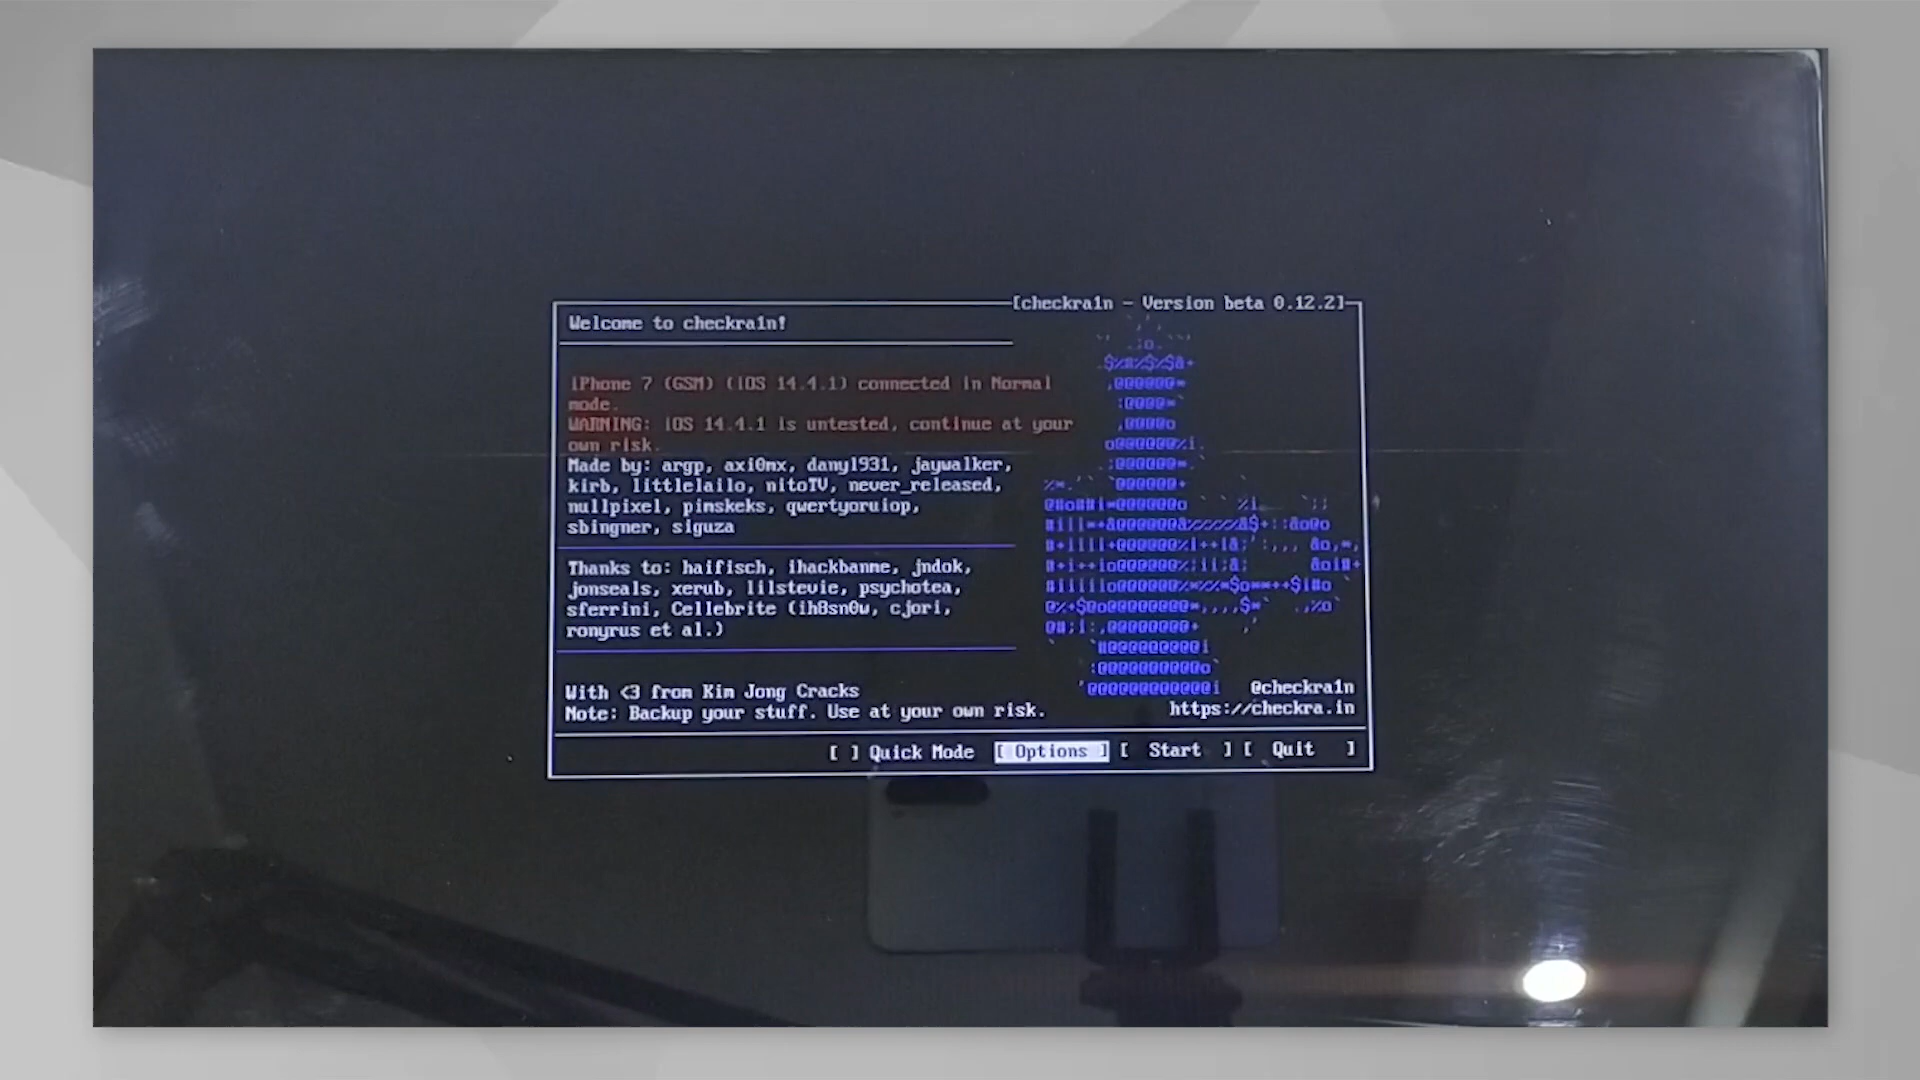 [checkra1n - Version beta 0.12.2]
Welcome to checkra1n!
iPhone 7 (GSM) (iOS 14.4.1) connected in Normal
mode.
WARNING: iOS 14.4.1 is untested, continue at your
own risk.
Made by: argp, axi0mx, danyl931, jaywalker,
kirb, littlelailo, nitoTV, never_released,
nullpixel, pimskeks, qwertyoruiop,
sbingner, siguza
Thanks to: haifisch, ihackbanme, jndok,
jonseals, xerub, lilstevie, psychotea,
sferrini, Cellebrite (ih8sn0w, cjori,
ronyrus et al.)
With <3 from Kim Jong Cracks
Note: Backup your stuff. Use at your own risk.
@checkra1n
https://checkra.in
[ ] Quick Mode [ Options ] [ Start ] [ Quit ]